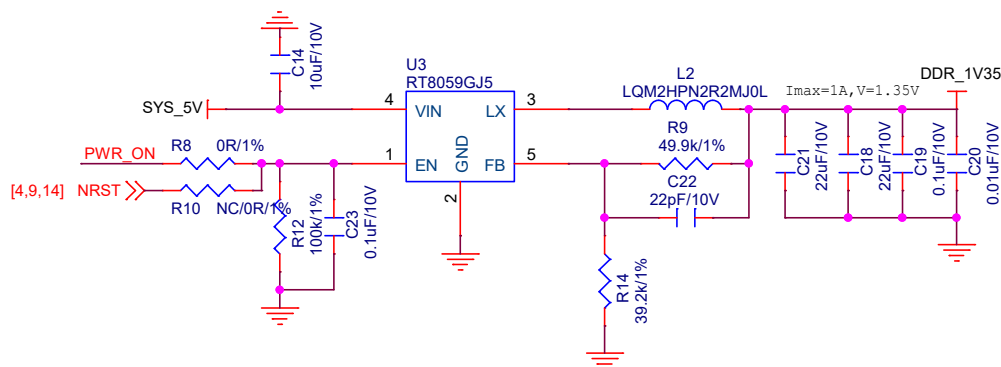 C14
10uF/10V
U3
RT8059GJ5
L2
LQM2HPN2R2MJ0L
DDR_1V35
Imax=1A,V=1.35V
SYS_5V
4
VIN
LX
3
PWR_ON
R8
0R/1%
1
EN
GND
FB
5
2
R9
49.9k/1%
C22
22pF/10V
[4,9,14]
NRST
R10
NC/0R/1%
R12
100k/1%
C23
0.1uF/10V
C21
22uF/10V
C18
22uF/10V
C19
0.1uF/10V
C20
0.01uF/10V
R14
39.2k/1%